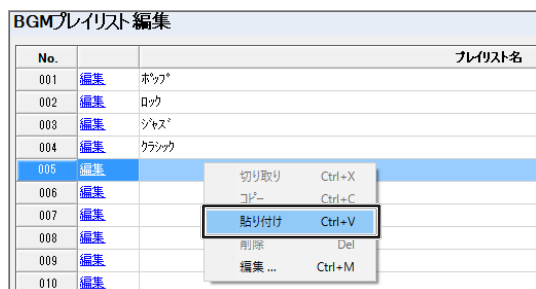 BGMプレイリスト編集
No. プレイリスト名
001 編集 ポップ
002 編集 ロック
003 編集 ジャズ
004 編集 クラシック
005 編集
切り取り Ctrl+X
006 編集
コピー Ctrl+C
007 編集
貼り付け Ctrl+V
008 編集
削除 Del
009 編集
編集 ... Ctrl+M
010 編集